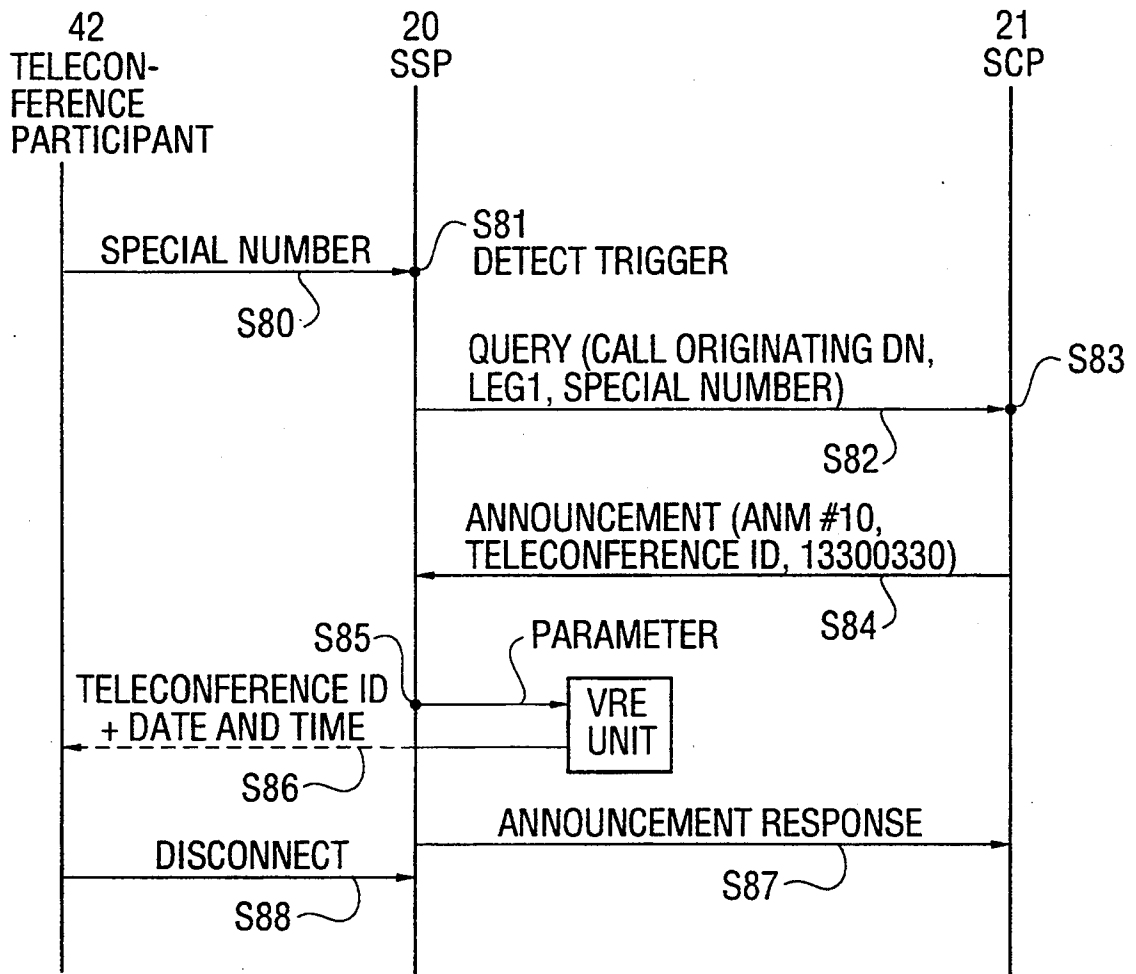 42
TELECON-
FERENCE
PARTICIPANT
20
SSP
21
SCP
SPECIAL NUMBER
S80
S81
DETECT TRIGGER
QUERY (CALL ORIGINATING DN,
LEG1, SPECIAL NUMBER)
S82
S83
ANNOUNCEMENT (ANM #10,
TELECONFERENCE ID, 13300330)
S84
S85
PARAMETER
TELECONFERENCE ID
+ DATE AND TIME
VRE
UNIT
S86
ANNOUNCEMENT RESPONSE
S87
DISCONNECT
S88